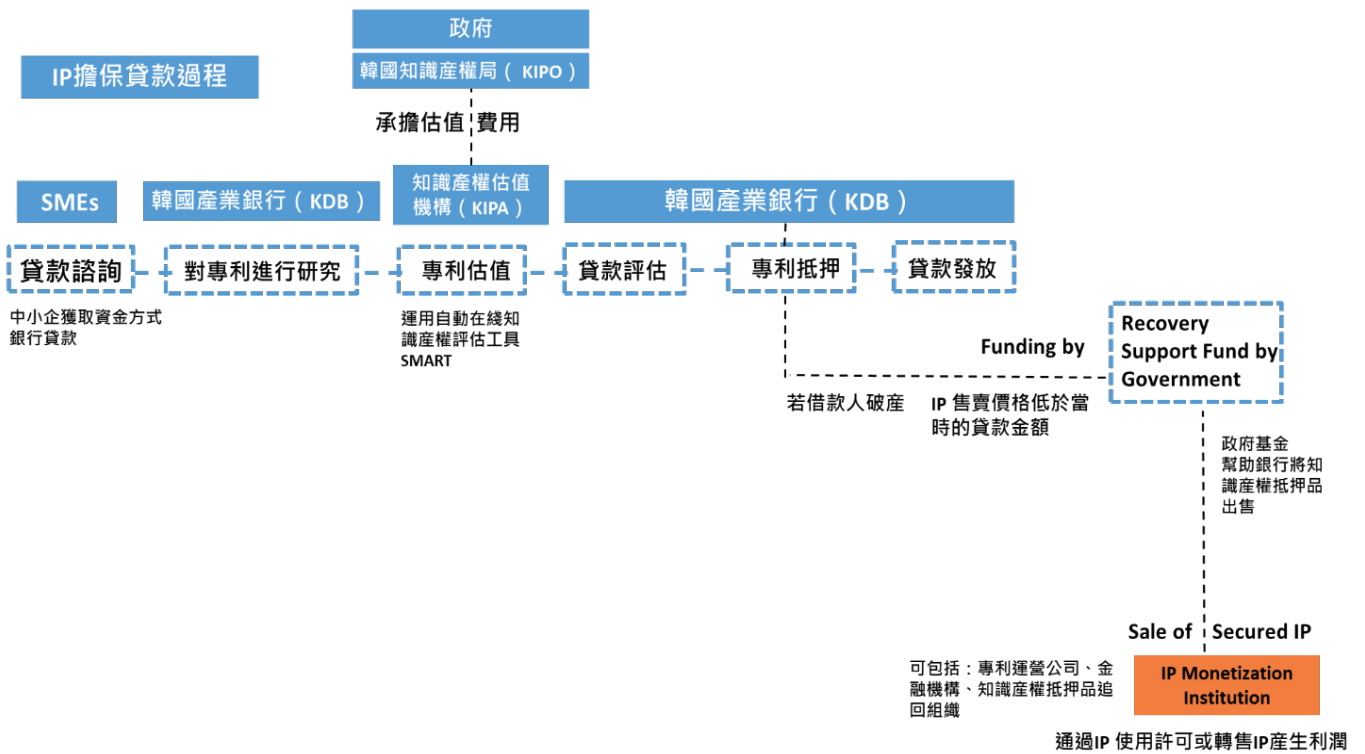 政府
韓國知識產權局（ KIPO ）
IP擔保貸款過程
承擔估值 費用
SMEs
韓國產業銀行（ KDB ）
知識產權估值
機構（ KIPA ）
韓國產業銀行（ KDB ）
貸款諮詢
對專利進行研究
專利估值
貸款評估
專利抵押
貸款發放
中小企獲取資金方式
銀行貸款
運用自動在綫知
識産權評估工具
SMART
Funding by
Recovery
Support Fund by
Government
若借款人破産
IP 售賣價格低於當
時的貸款金額
政府基金
幫助銀行將知
識産權抵押品
出售
Sale of Secured IP
可包括：專利運營公司、金
融機構、知識産權抵押品追
回組織
IP Monetization
Institution
通過IP 使用許可或轉售IP産生利潤